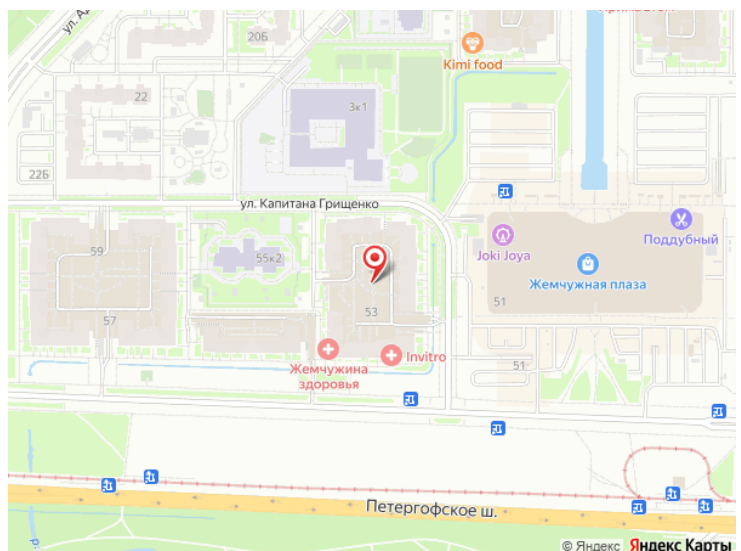 ул. А
20Б
Kimi food
22
3к1
22Б
ул. Капитана Грищенко
59
55к2
Joki Joya
Поддубный
Жемчужная плаза
51
57
53
Жемчужина
здоровья
Invitro
51
Петергофское ш.
© Яндекс Яндекс Карты